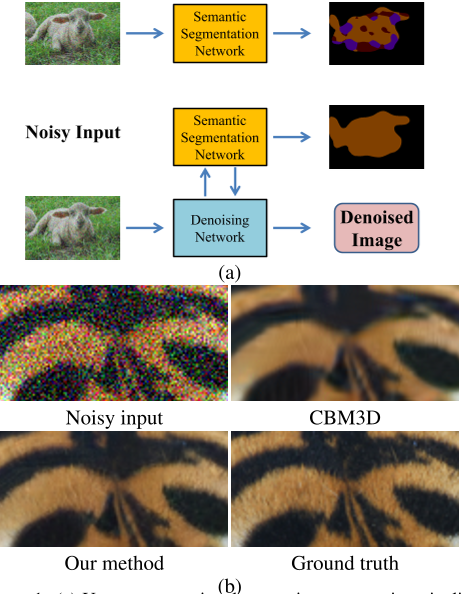 Semantic
Segmentation
Network
Semantic
Segmentation
Network
Noisy Input
Denoising
Network
Denoised
Image
(a)
Noisy input
CBM3D
Our method
Ground truth
(b)